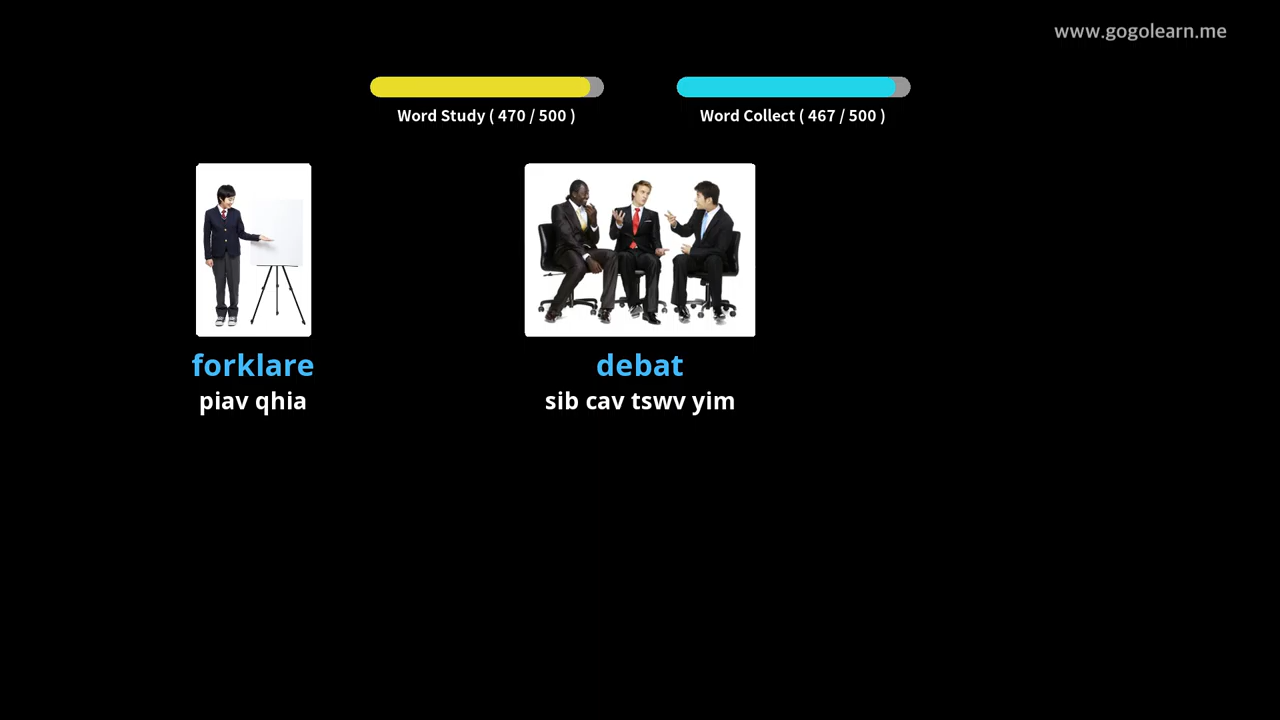 www.gogolearn.me
Word Study ( 470 / 500 )
Word Collect ( 467 / 500 )
forklare
piav qhia
debat
sib cav tswv yim